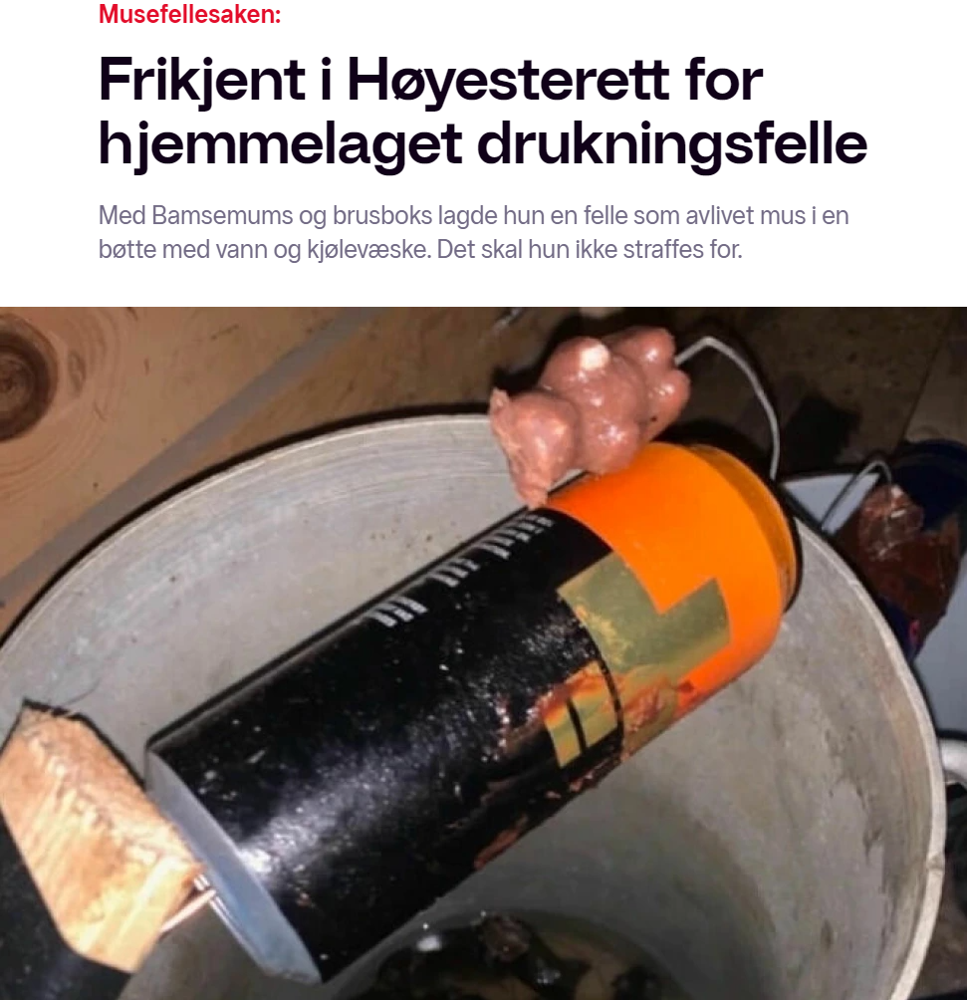 Musefellesaken:
Frikjent i Høyesterett for
hjemmelaget drukningsfelle
Med Bamsemums og brusboks lagde hun en felle som avlivet mus i en
bøtte med vann og kjølevæske. Det skal hun ikke straffes for.